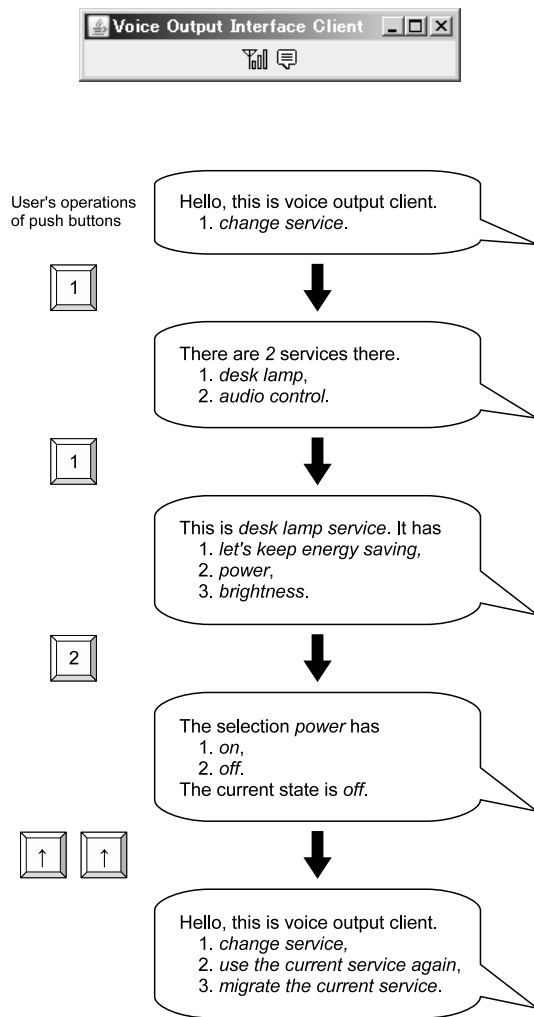 Voice Output Interface Client
User's operations
of push buttons
Hello, this is voice output client.
1. change service.
1
There are 2 services there.
1. desk lamp,
2. audio control.
1
This is desk lamp service. It has
1. let's keep energy saving,
2. power,
3. brightness.
2
The selection power has
1. on,
2. off.
The current state is off.
↑ ↑
Hello, this is voice output client.
1. change service,
2. use the current service again,
3. migrate the current service.